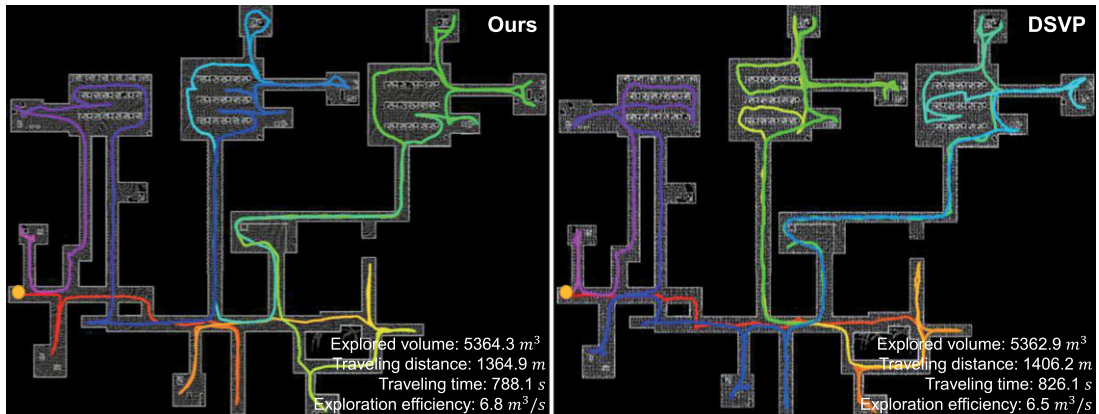 Ours
Explored volume: 5364.3 m³
Traveling distance: 1364.9 m
Traveling time: 788.1 s
Exploration efficiency: 6.8 m³/s
DSVP
Explored volume: 5362.9 m³
Traveling distance: 1406.2 m
Traveling time: 826.1 s
Exploration efficiency: 6.5 m³/s